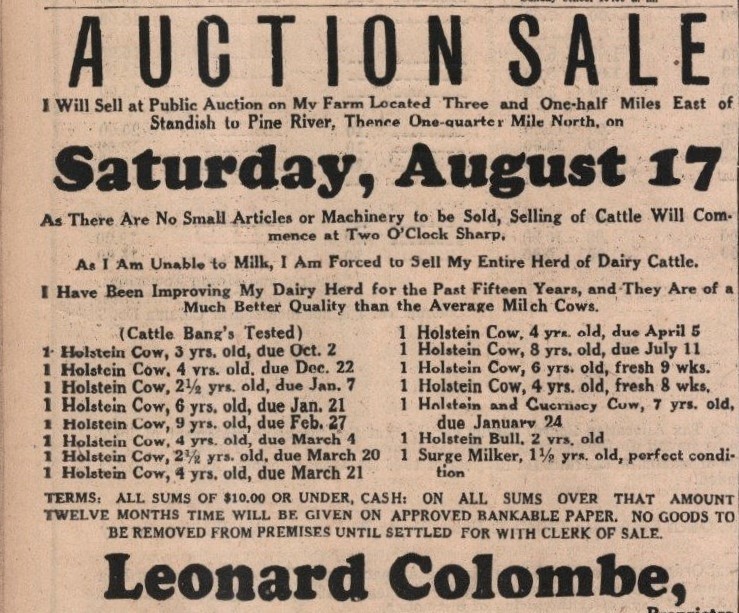 AUCTION SALE
I Will Sell at Public Auction on My Farm Located Three and One-half Miles East of
Standish to Pine River, Thence One-quarter Mile North, on
Saturday, August 17
As There Are No Small Articles or Machinery to be Sold, Selling of Cattle Will Com-
mence at Two O'Clock Sharp.
As I Am Unable to Milk, I Am Forced to Sell My Entire Herd of Dairy Cattle.
I Have Been Improving My Dairy Herd for the Past Fifteen Years, and They Are of a
Much Better Quality than the Average Milch Cows.
(Cattle Bang's Tested)
1 Holstein Cow, 3 yrs. old, due Oct. 2
1 Holstein Cow, 4 yrs. old, due Dec. 22
1 Holstein Cow, 2½ yrs. old, due Jan. 7
1 Holstein Cow, 6 yrs. old, due Jan. 21
1 Holstein Cow, 9 yrs. old, due Feb. 27
1 Holstein Cow, 4 yrs. old, due March 4
1 Holstein Cow, 2½ yrs. old, due March 20
1 Holstein Cow, 4 yrs. old, due March 21
1 Holstein Cow, 4 yrs. old, due April 5
1 Holstein Cow, 8 yrs. old, due July 11
1 Holstein Cow, 6 yrs. old, fresh 9 wks.
1 Holstein Cow, 4 yrs. old, fresh 8 wks.
1 Holstein and Guernsey Cow, 7 yrs. old,
due January 24
1 Holstein Bull, 2 yrs. old
1 Surge Milker, 1½ yrs. old, perfect condi-
tion
TERMS: ALL SUMS OF $10.00 OR UNDER, CASH: ON ALL SUMS OVER THAT AMOUNT
TWELVE MONTHS TIME WILL BE GIVEN ON APPROVED BANKABLE PAPER. NO GOODS TO
BE REMOVED FROM PREMISES UNTIL SETTLED FOR WITH CLERK OF SALE.
Leonard Colombe,